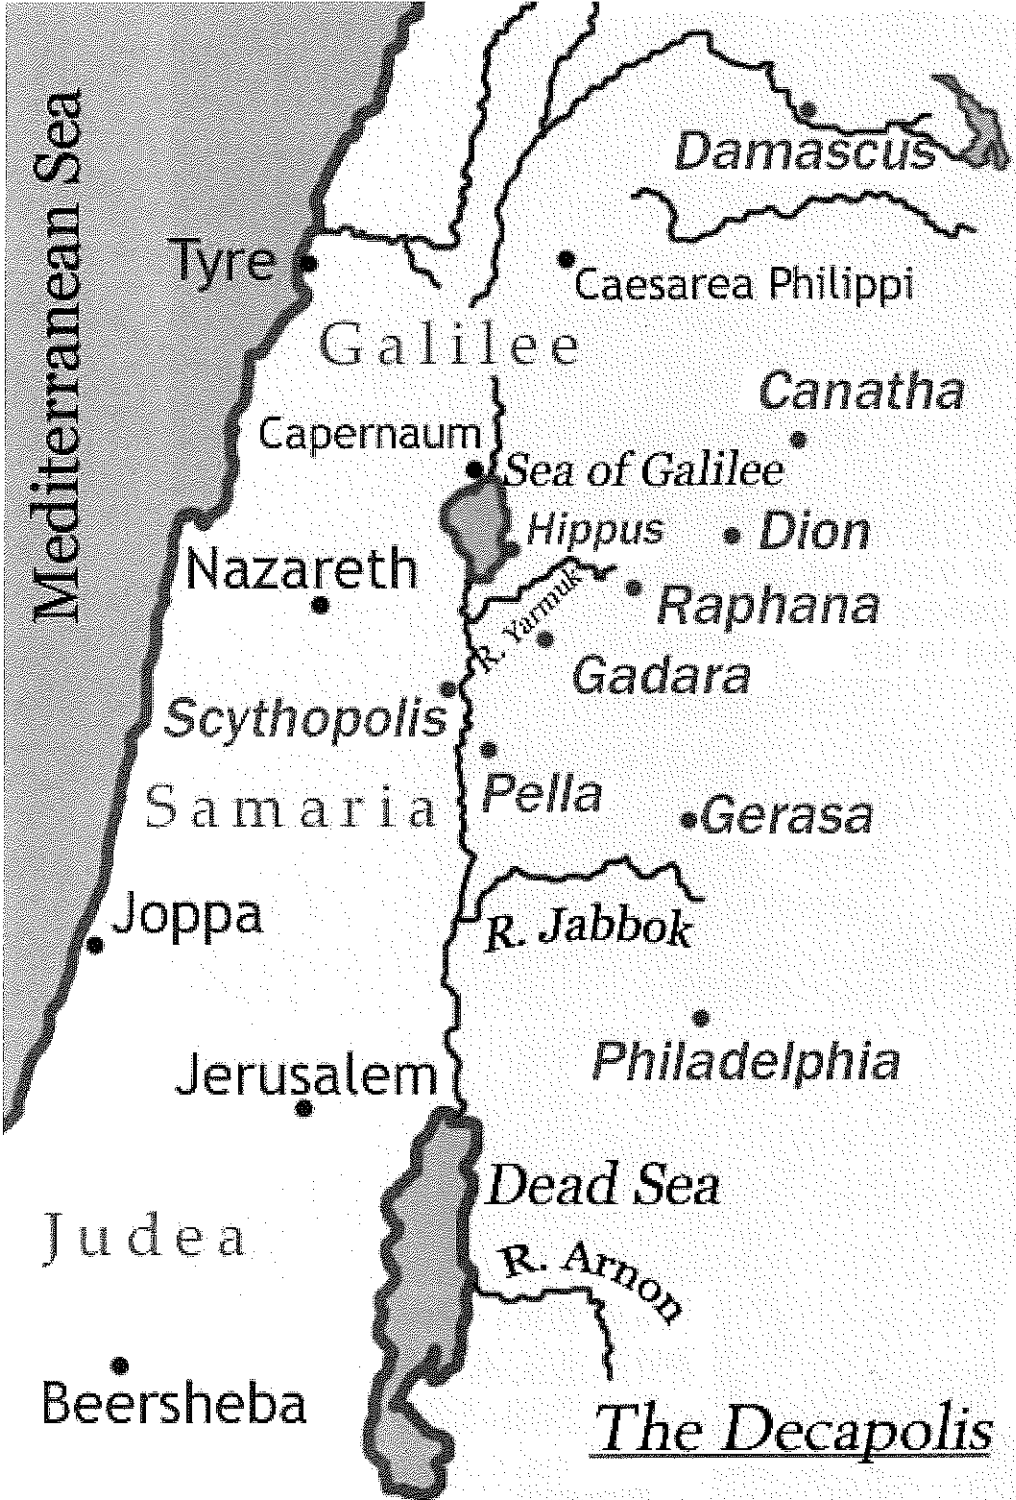 Mediterranean Sea
Damascus
Tyre
Caesarea Philippi
Galilee
Canatha
Capernaum
Sea of Galilee
Hippus
Dion
Nazareth
R. Yarmuk
Raphana
Gadara
Scythopolis
Pella
Samaria
Gerasa
Joppa
R. Jabbok
Philadelphia
Jerusalem
Dead Sea
Judea
R. Arnon
Beersheba
The Decapolis